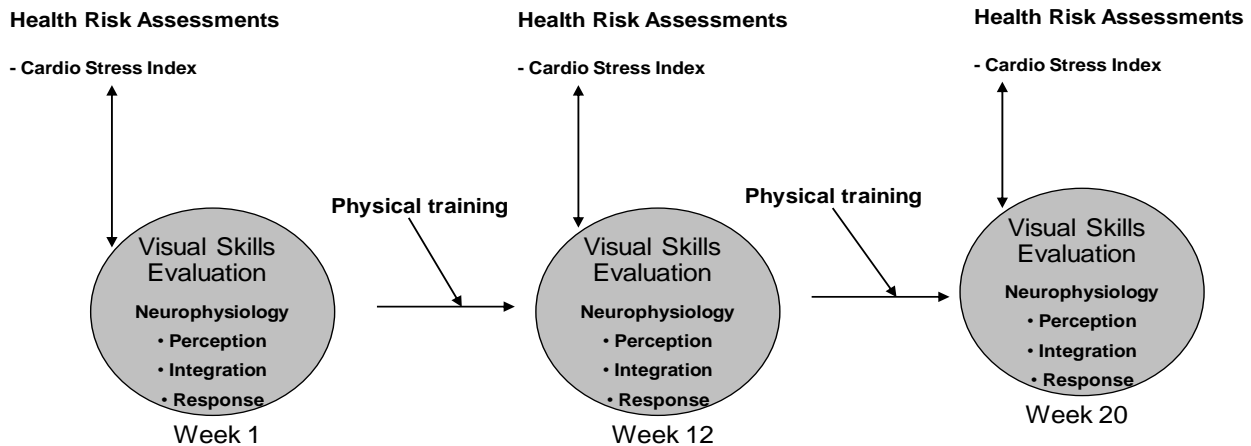 Health Risk Assessments
- Cardio Stress Index
Visual Skills
Evaluation
Neurophysiology
• Perception
• Integration
• Response
Week 1
Physical training
Health Risk Assessments
- Cardio Stress Index
Visual Skills
Evaluation
Neurophysiology
• Perception
• Integration
• Response
Week 12
Physical training
Health Risk Assessments
- Cardio Stress Index
Visual Skills
Evaluation
Neurophysiology
• Perception
• Integration
• Response
Week 20